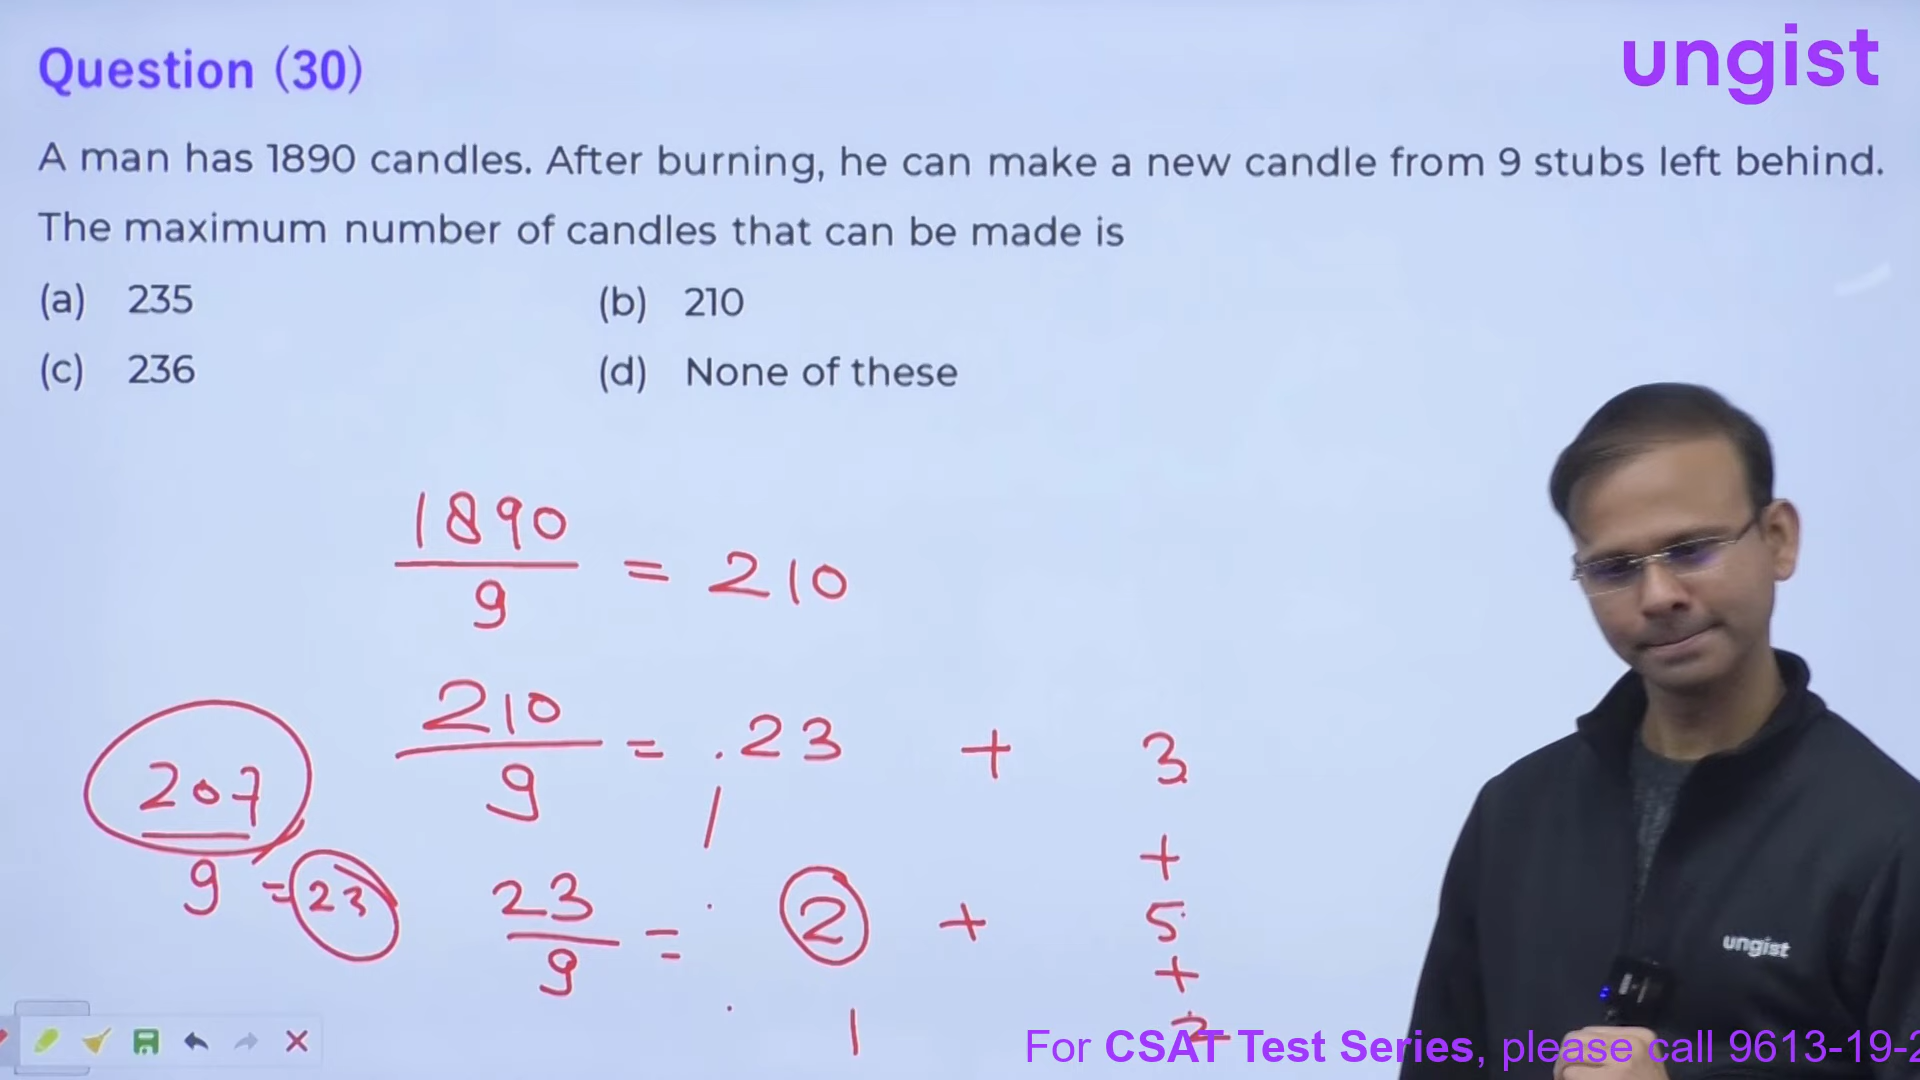 Question (30)
ungist
A man has 1890 candles. After burning, he can make a new candle from 9 stubs left behind.
The maximum number of candles that can be made is
(a) 235 (b) 210
(c) 236 (d) None of these
1890
9
= 210
210
9
= .23 + 3
+
207
9
= 23
23
9
= 2 + 5
+
1 2
ungist
For CSAT Test Series, please call 9613-19-2